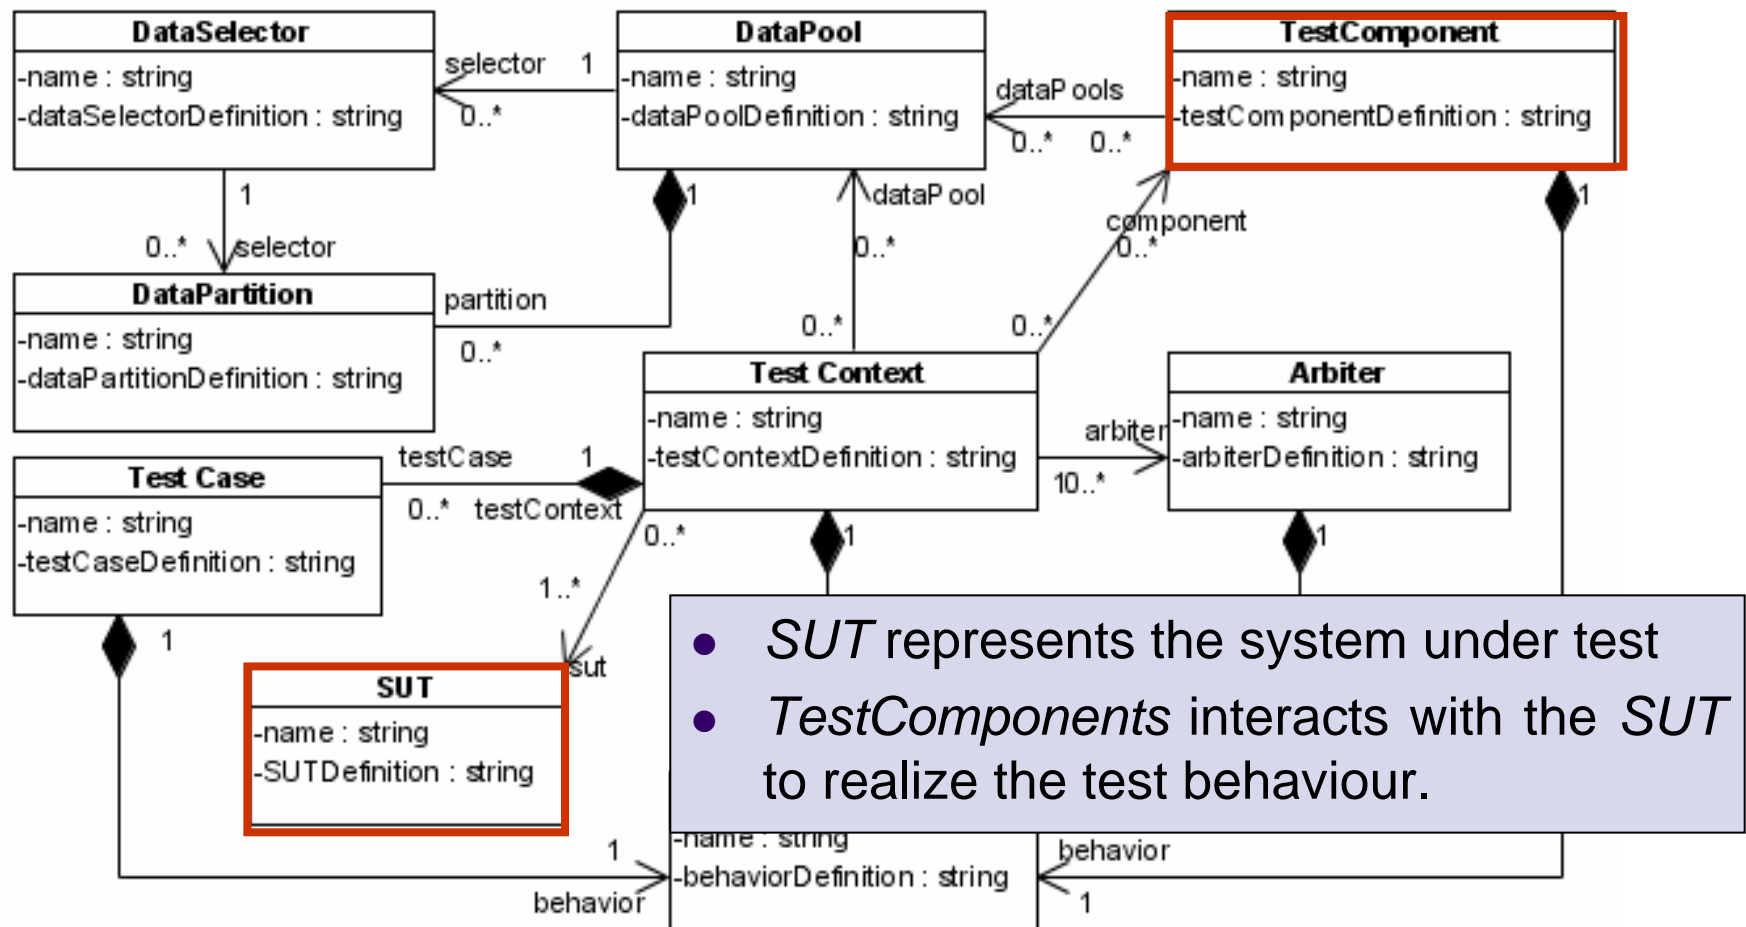 DataSelector
-name : string
-dataSelectorDefinition : string
selector 1
0..*
DataPool
-name : string
-dataPoolDefinition : string
dataPools
0..* 0..*
TestComponent
-name : string
-testComponentDefinition : string
1
0..* selector
1
dataPool
0..*
component
0..*
1
DataPartition
-name : string
-dataPartitionDefinition : string
partition
0..*
0..*
0..*
Test Context
-name : string
-testContextDefinition : string
arbiter
10..*
Arbiter
-name : string
-arbiterDefinition : string
Test Case
-name : string
-testCaseDefinition : string
testCase 1
0..* testContext
0..*
1
1
1..*
1
sut
SUT
-name : string
-SUTDefinition : string
● SUT represents the system under test
● TestComponents interacts with the SUT
to realize the test behaviour.
-name : string
-behaviorDefinition : string
1
behavior
behavior
1